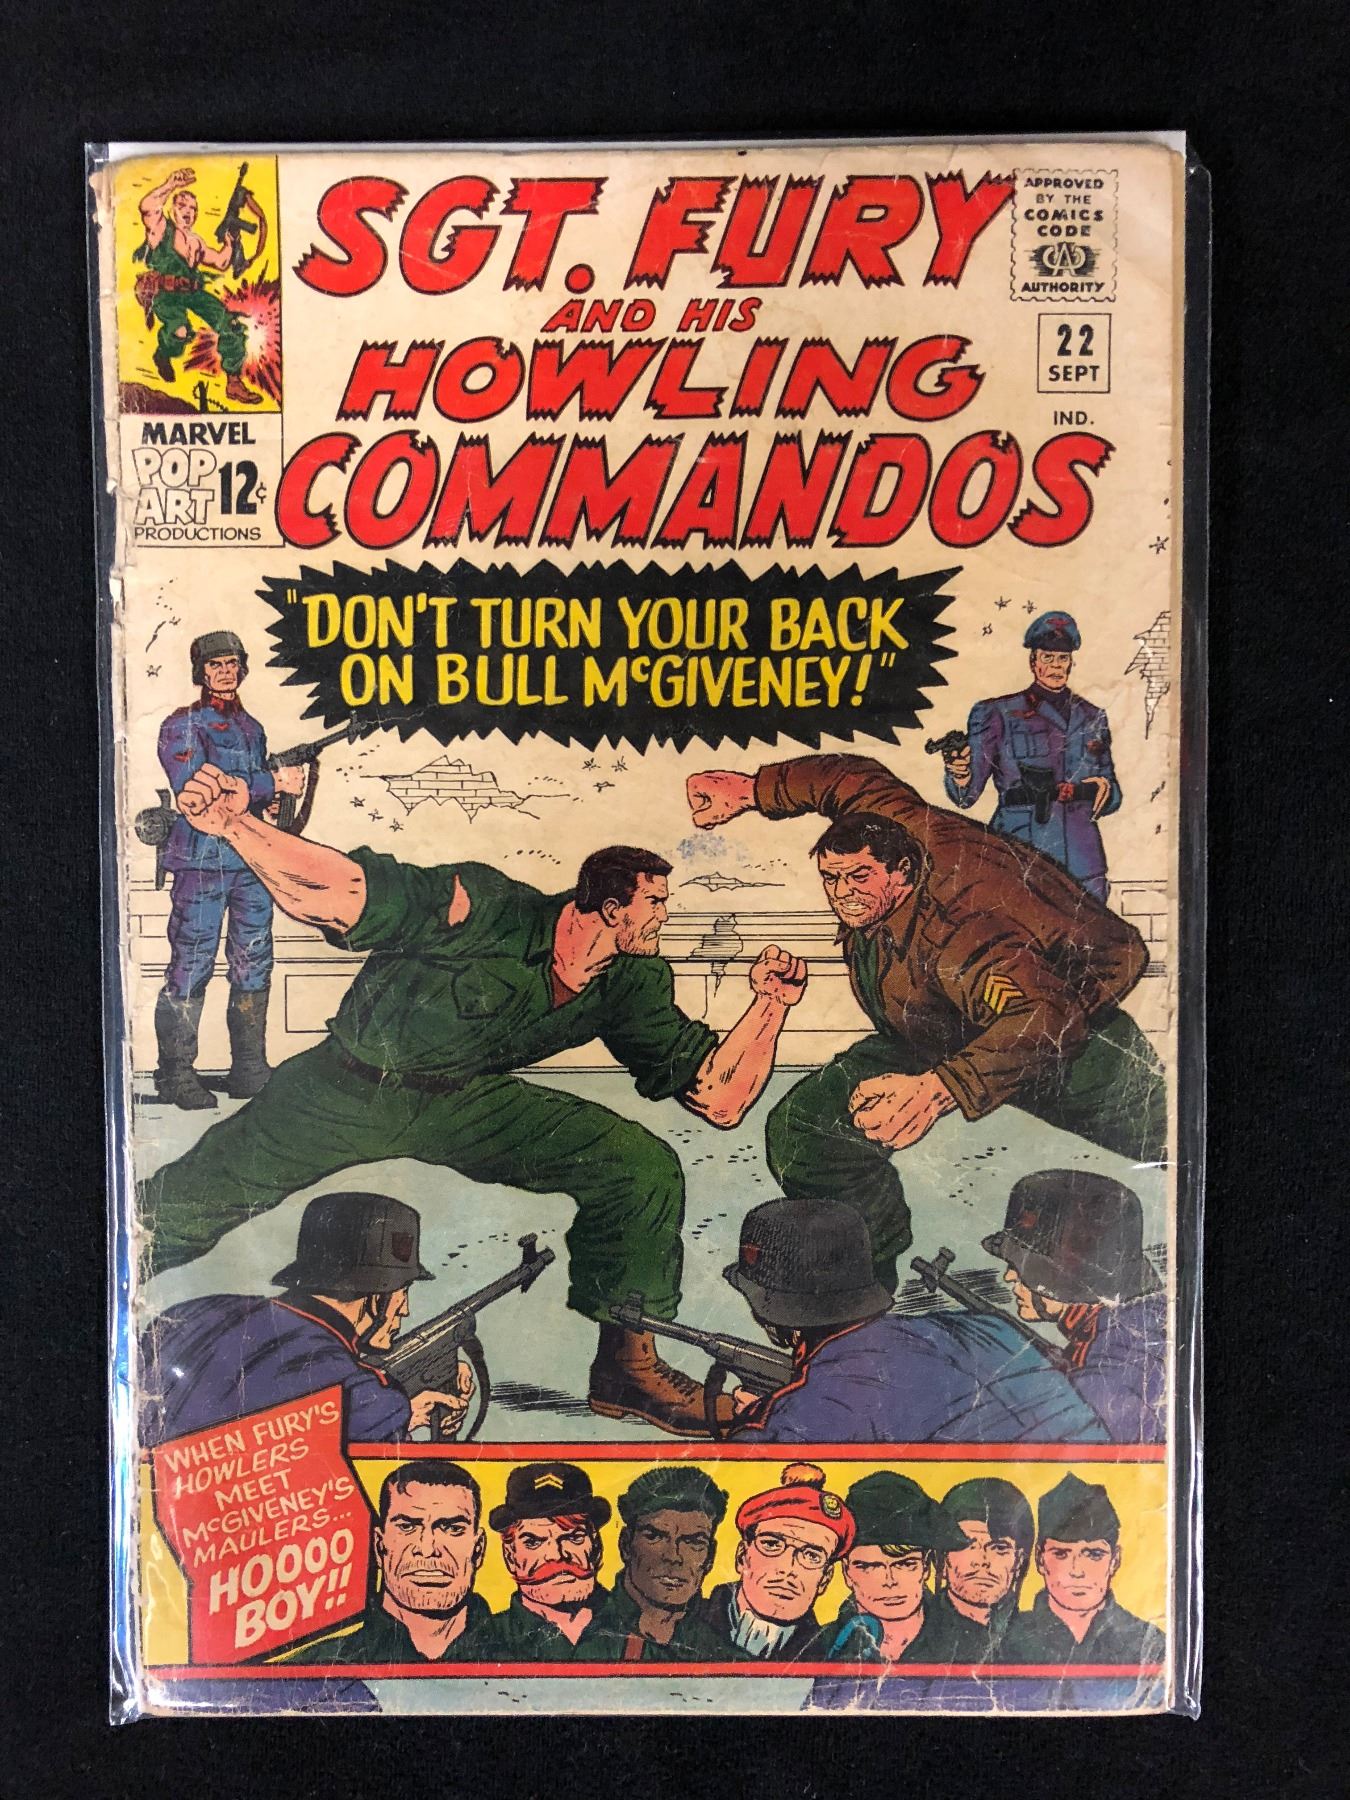 SGT. FURY
AND HIS
HOWLING
COMMANDOS
APPROVED
BY THE
COMICS
CODE
CA
AUTHORITY
22
SEPT
IND.
MARVEL
POP
ART
12¢
PRODUCTIONS
"DON'T TURN YOUR BACK
ON BULL McGIVENEY!"
WHEN FURY'S
HOWLERS
MEET
McGIVENEY'S
MAULERS...
HOOOO
BOY!!